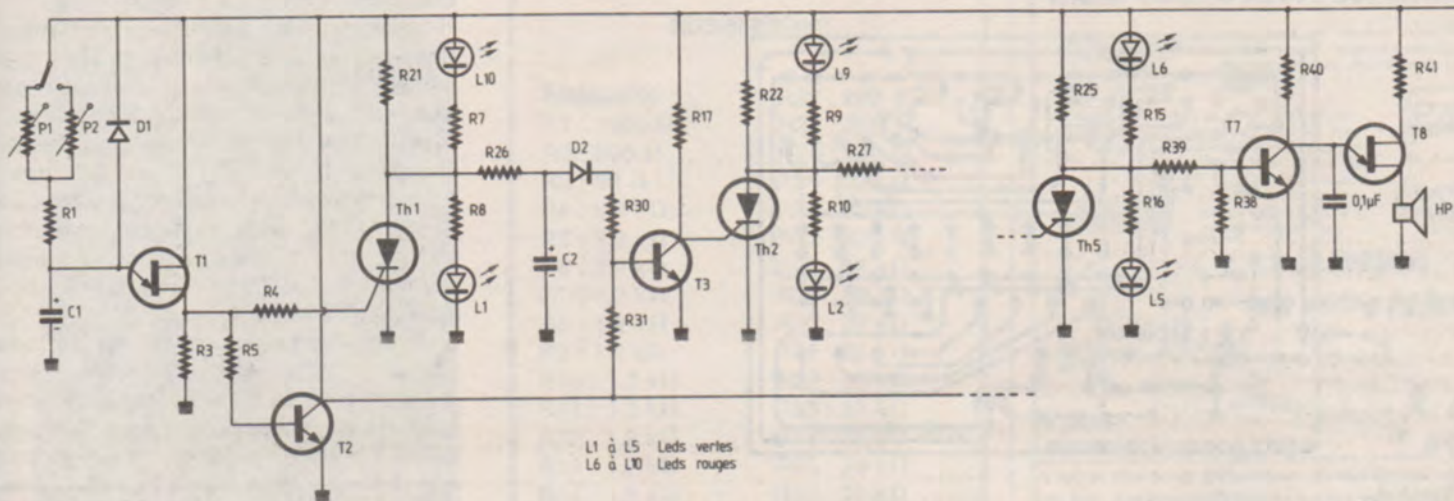 P1
P2
D1
R1
C1
T1
R3
R4
R5
T2
R21
Th1
L10
R7
R8
L1
R26
D2
C2
R30
R31
R17
T3
R22
Th2
L9
R9
R10
L2
R27
R25
Th5
L6
R15
R16
L5
R39
R38
T7
R40
0,1µF
T8
R41
HP
L1 à L5 Leds vertes
L6 à L10 Leds rouges